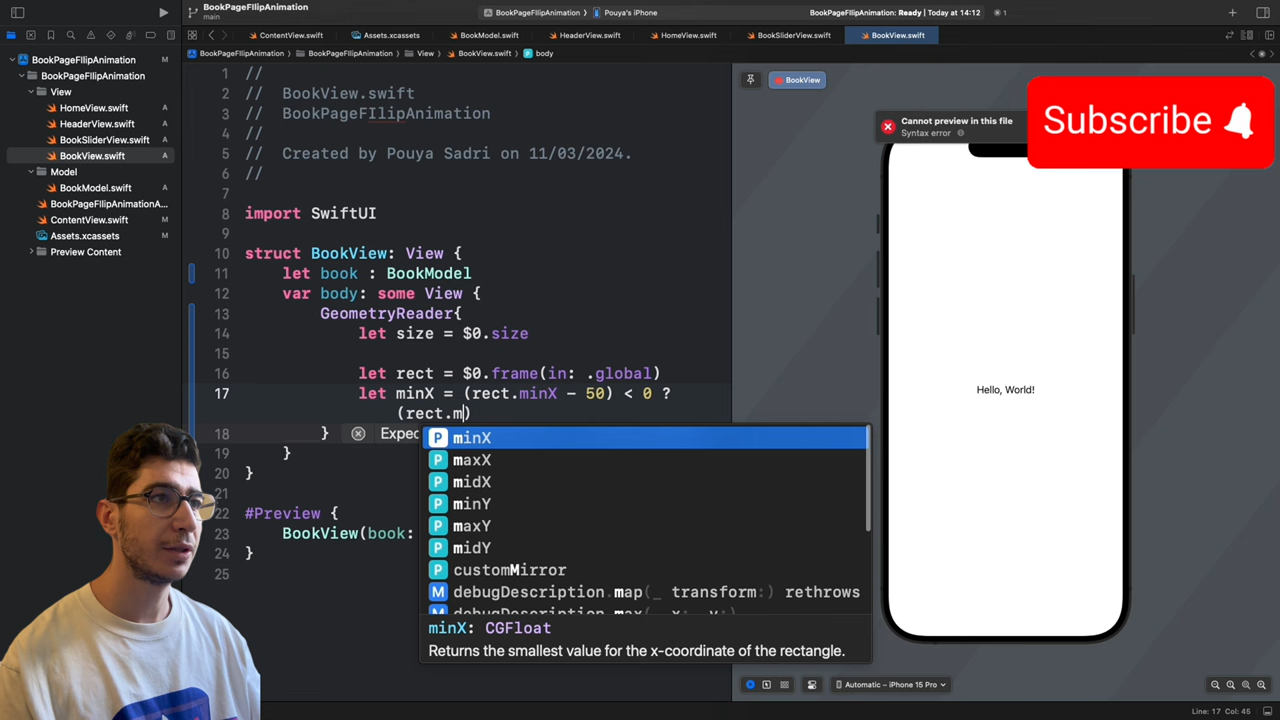 BookPageFIlipAnimation
main
BookPageFIlipAnimation
Pouya's iPhone
BookPageFIlipAnimation: Ready | Today at 14:12
1
ContentView.swift
Assets.xcassets
BookModel.swift
HeaderView.swift
HomeView.swift
BookSliderView.swift
BookView.swift
BookPageFIlipAnimation
BookPageFIlipAnimation
View
BookView.swift
body
BookPageFIlipAnimation M
BookPageFIlipAnimation
View
HomeView.swift A
HeaderView.swift A
BookSliderView.swift A
BookView.swift A
Model
BookModel.swift A
BookPageFIlipAnimationA... M
ContentView.swift M
Assets.xcassets M
Preview Content
1 //
2 // BookView.swift
3 // BookPageFIlipAnimation
4 //
5 // Created by Pouya Sadri on 11/03/2024.
6 //
7
8 import SwiftUI
9
10 struct BookView: View {
11 let book : BookModel
12 var body: some View {
13 GeometryReader{
14 let size = $0.size
15
16 let rect = $0.frame(in: .global)
17 let minX = (rect.minX - 50) < 0 ?
(rect.m)
18 } Expec
19 }
20 }
21
22 #Preview {
23 BookView(book:
24 }
25
P minX
P maxX
P midX
P minY
P maxY
P midY
customMirror
M debugDescription.map(_ transform:) rethrows
M debugDescription.max(_ x:_ y:)
minX: CGFloat
Returns the smallest value for the x-coordinate of the rectangle.
BookView
Cannot preview in this file
Syntax error
Subscribe
Hello, World!
Automatic – iPhone 15 Pro
Line: 17 Col: 45